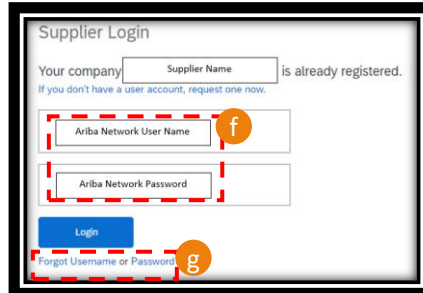 Supplier Login
Your company Supplier Name is already registered.
If you don't have a user account, request one now.
Ariba Network User Name
f
Ariba Network Password
Login
Forgot Username or Password
g